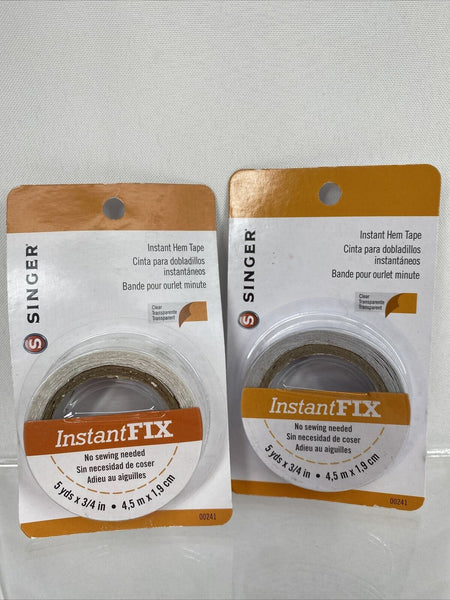 SINGER
Instant Hem Tape
Cinta para dobladillos
instantáneos
Bande pour ourlet minute
Clear
Transparente
Transparent
InstantFIX
No sewing needed
Sin necesidad de coser
Adieu au aiguilles
5 yds x 3/4 in • 4,5 m x 1,9 cm
00241
SINGER
Instant Hem Tape
Cinta para dobladillos
instantáneos
Bande pour ourlet minute
Clear
Transparente
Transparent
InstantFIX
No sewing needed
Sin necesidad de coser
Adieu au aiguilles
5 yds x 3/4 in • 4,5 m x 1,9 cm
00241